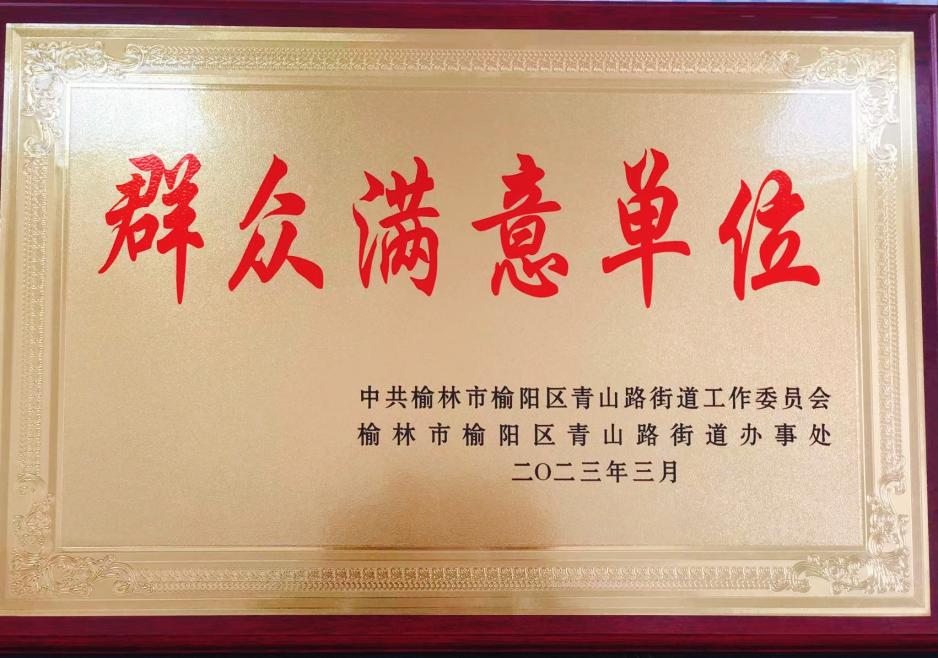 群众满意单位
中共榆林市榆阳区青山路街道工作委员会
榆林市榆阳区青山路街道办事处
二〇二三年三月